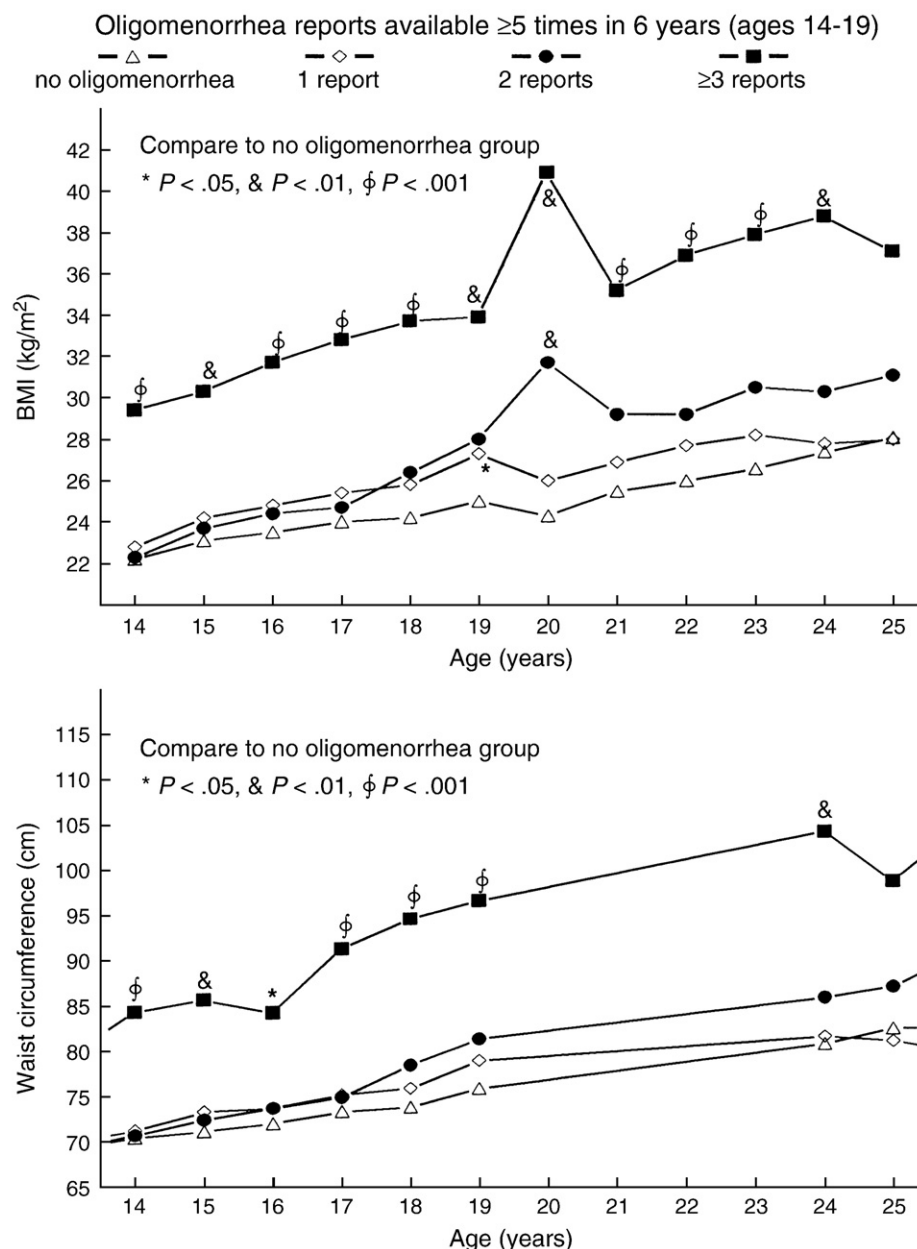 Oligomenorrhea reports available ≥5 times in 6 years (ages 14-19)
no oligomenorrhea 1 report 2 reports ≥3 reports
Compare to no oligomenorrhea group
* P < .05, & P < .01, ∮ P < .001
BMI (kg/m²)
42
40
38
36
34
32
30
28
26
24
22
∮ & ∮ ∮ ∮ & & ∮ ∮ ∮ &
&
*
14 15 16 17 18 19 20 21 22 23 24 25
Age (years)
Compare to no oligomenorrhea group
* P < .05, & P < .01, ∮ P < .001
Waist circumference (cm)
115
110
105
100
95
90
85
80
75
70
65
∮ & * ∮ ∮ ∮ &
14 15 16 17 18 19 20 21 22 23 24 25
Age (years)